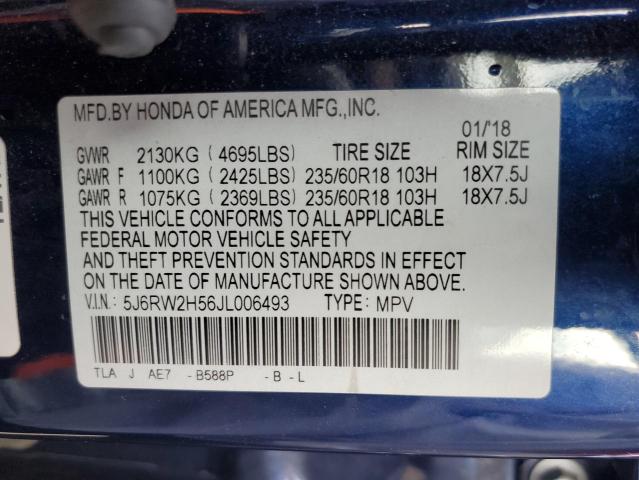 MFD.BY HONDA OF AMERICA MFG.,INC.
01/18
GVWR 2130KG (4695LBS) TIRE SIZE RIM SIZE
GAWR F 1100KG (2425LBS) 235/60R18 103H 18X7.5J
GAWR R 1075KG (2369LBS) 235/60R18 103H 18X7.5J
THIS VEHICLE CONFORMS TO ALL APPLICABLE
FEDERAL MOTOR VEHICLE SAFETY
AND THEFT PREVENTION STANDARDS IN EFFECT
ON THE DATE OF MANUFACTURE SHOWN ABOVE.
V.I.N.: 5J6RW2H56JL006493 TYPE: MPV
TLA J AE7 -B588P -B -L